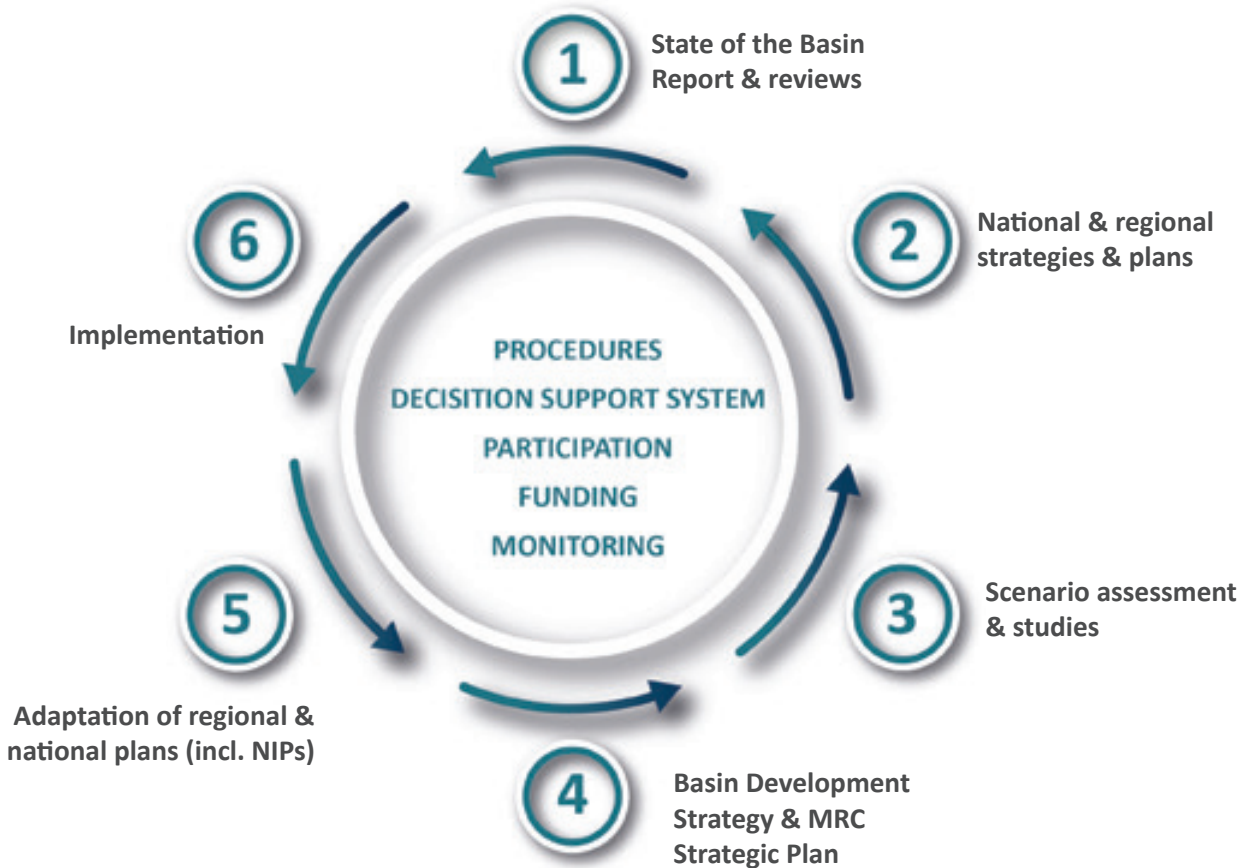 1
State of the Basin
Report & reviews
2
National & regional
strategies & plans
3
Scenario assessment
& studies
4
Basin Development
Strategy & MRC
Strategic Plan
5
Adaptation of regional &
national plans (incl. NIPs)
6
Implementation
PROCEDURES
DECISITION SUPPORT SYSTEM
PARTICIPATION
FUNDING
MONITORING